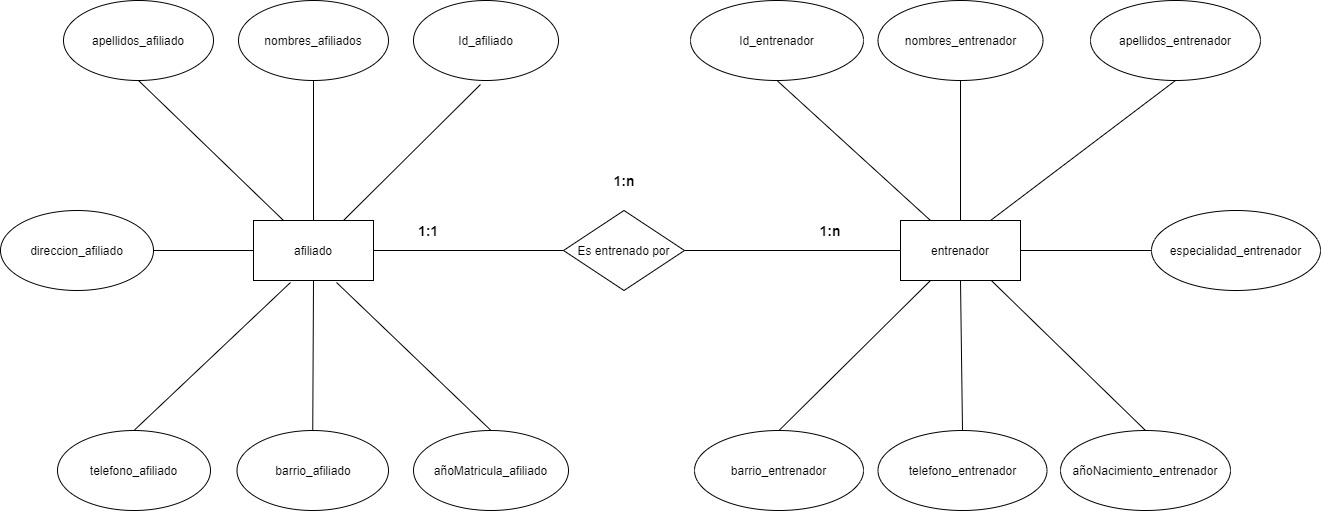 apellidos_afiliado
nombres_afiliados
Id_afiliado
Id_entrenador
nombres_entrenador
apellidos_entrenador
1:n
1:1
1:n
direccion_afiliado
afiliado
Es entrenado por
entrenador
especialidad_entrenador
telefono_afiliado
barrio_afiliado
añoMatricula_afiliado
barrio_entrenador
telefono_entrenador
añoNacimiento_entrenador